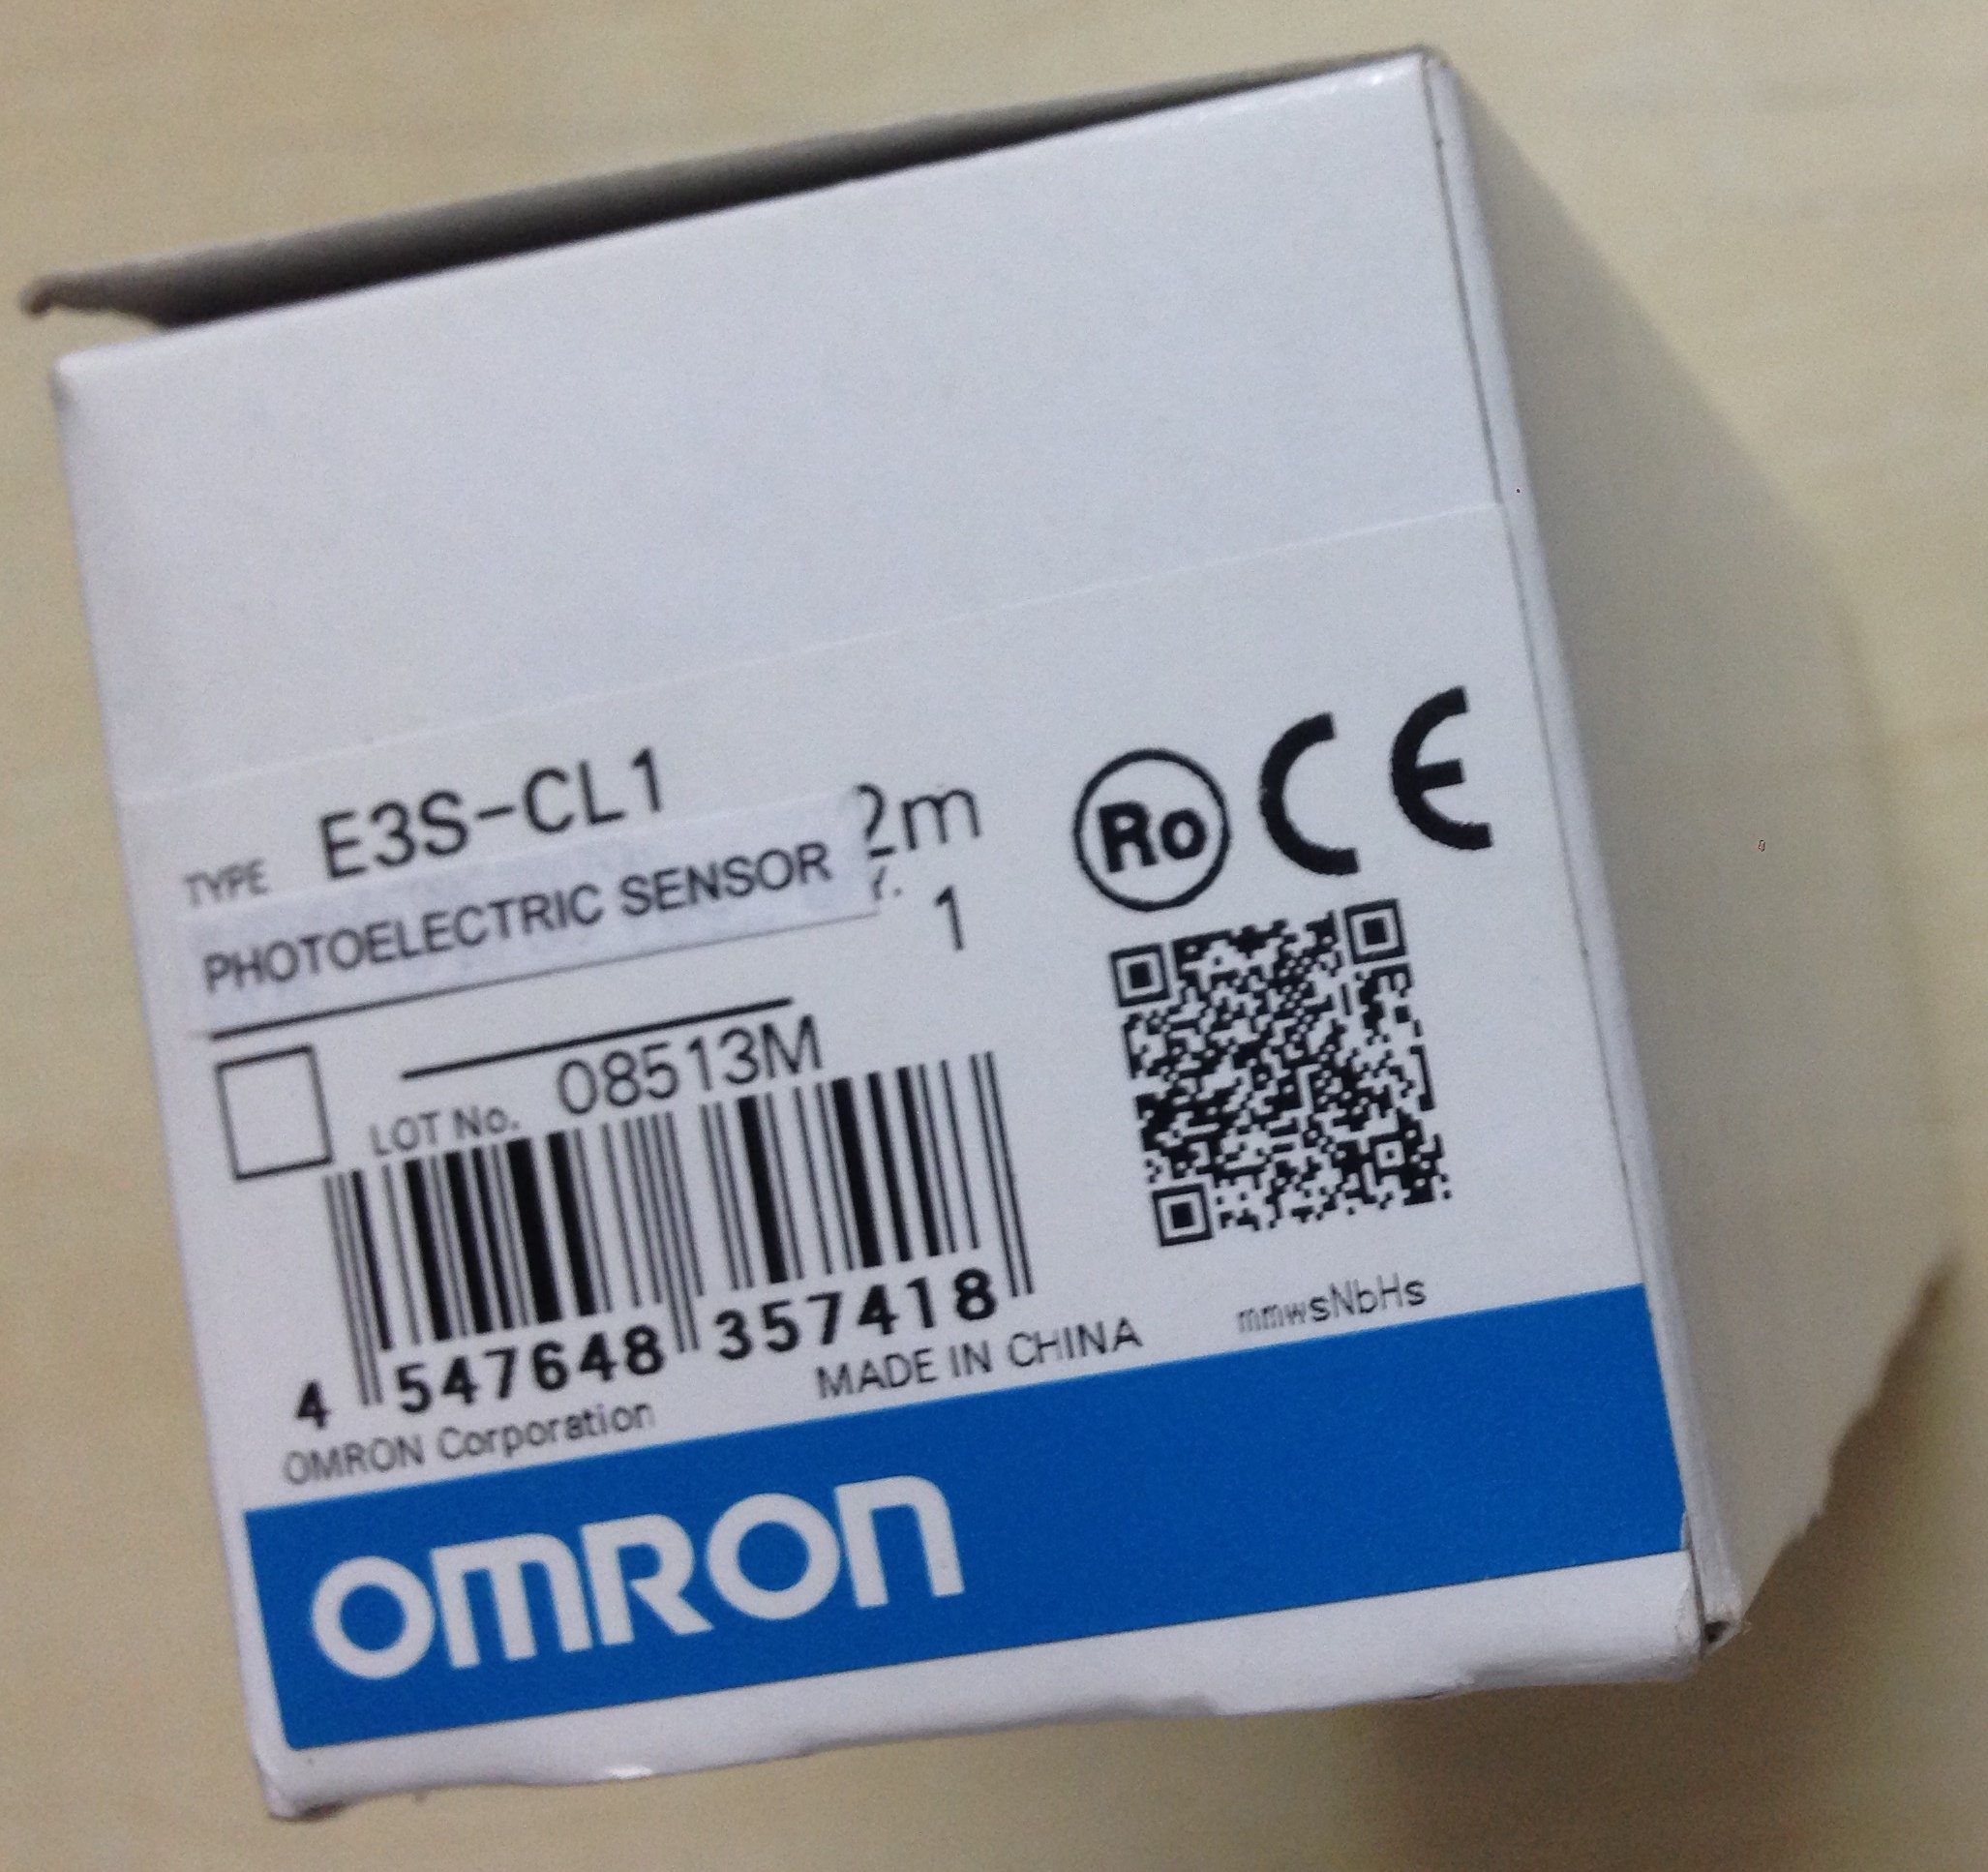 TYPE E3S-CL1 2m
PHOTOELECTRIC SENSOR Y. 1
LOT No. 08513M
4 547648 357418
OMRON Corporation MADE IN CHINA mmwsNbHs
Ro CE
OMRON